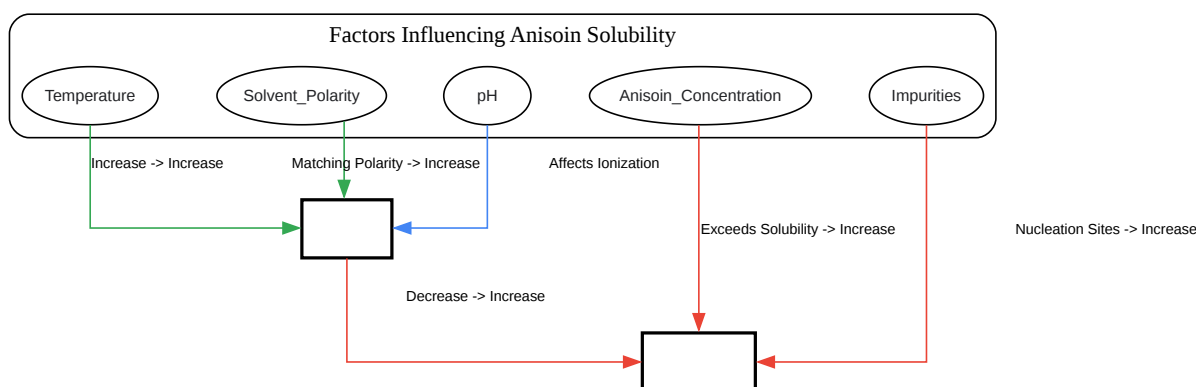 Factors Influencing Anisoin Solubility
Temperature
Solvent_Polarity
pH
Anisoin_Concentration
Impurities
Increase -> Increase
Matching Polarity -> Increase
Affects Ionization
Exceeds Solubility -> Increase
Nucleation Sites -> Increase
Decrease -> Increase